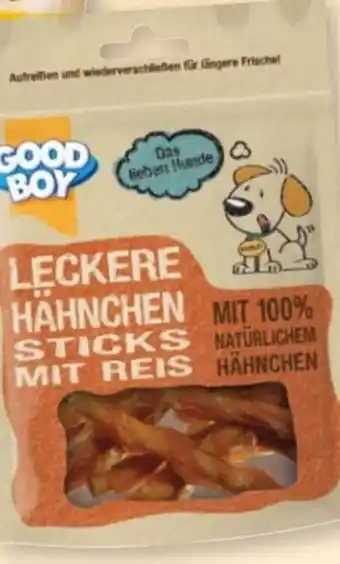 Aufreißen und wiederverschließen für längere Frische!
GOOD
BOY
Das
lieben Hunde
LECKERE
HÄHNCHEN
STICKS
MIT REIS
MIT 100%
NATÜRLICHEM
HÄHNCHEN